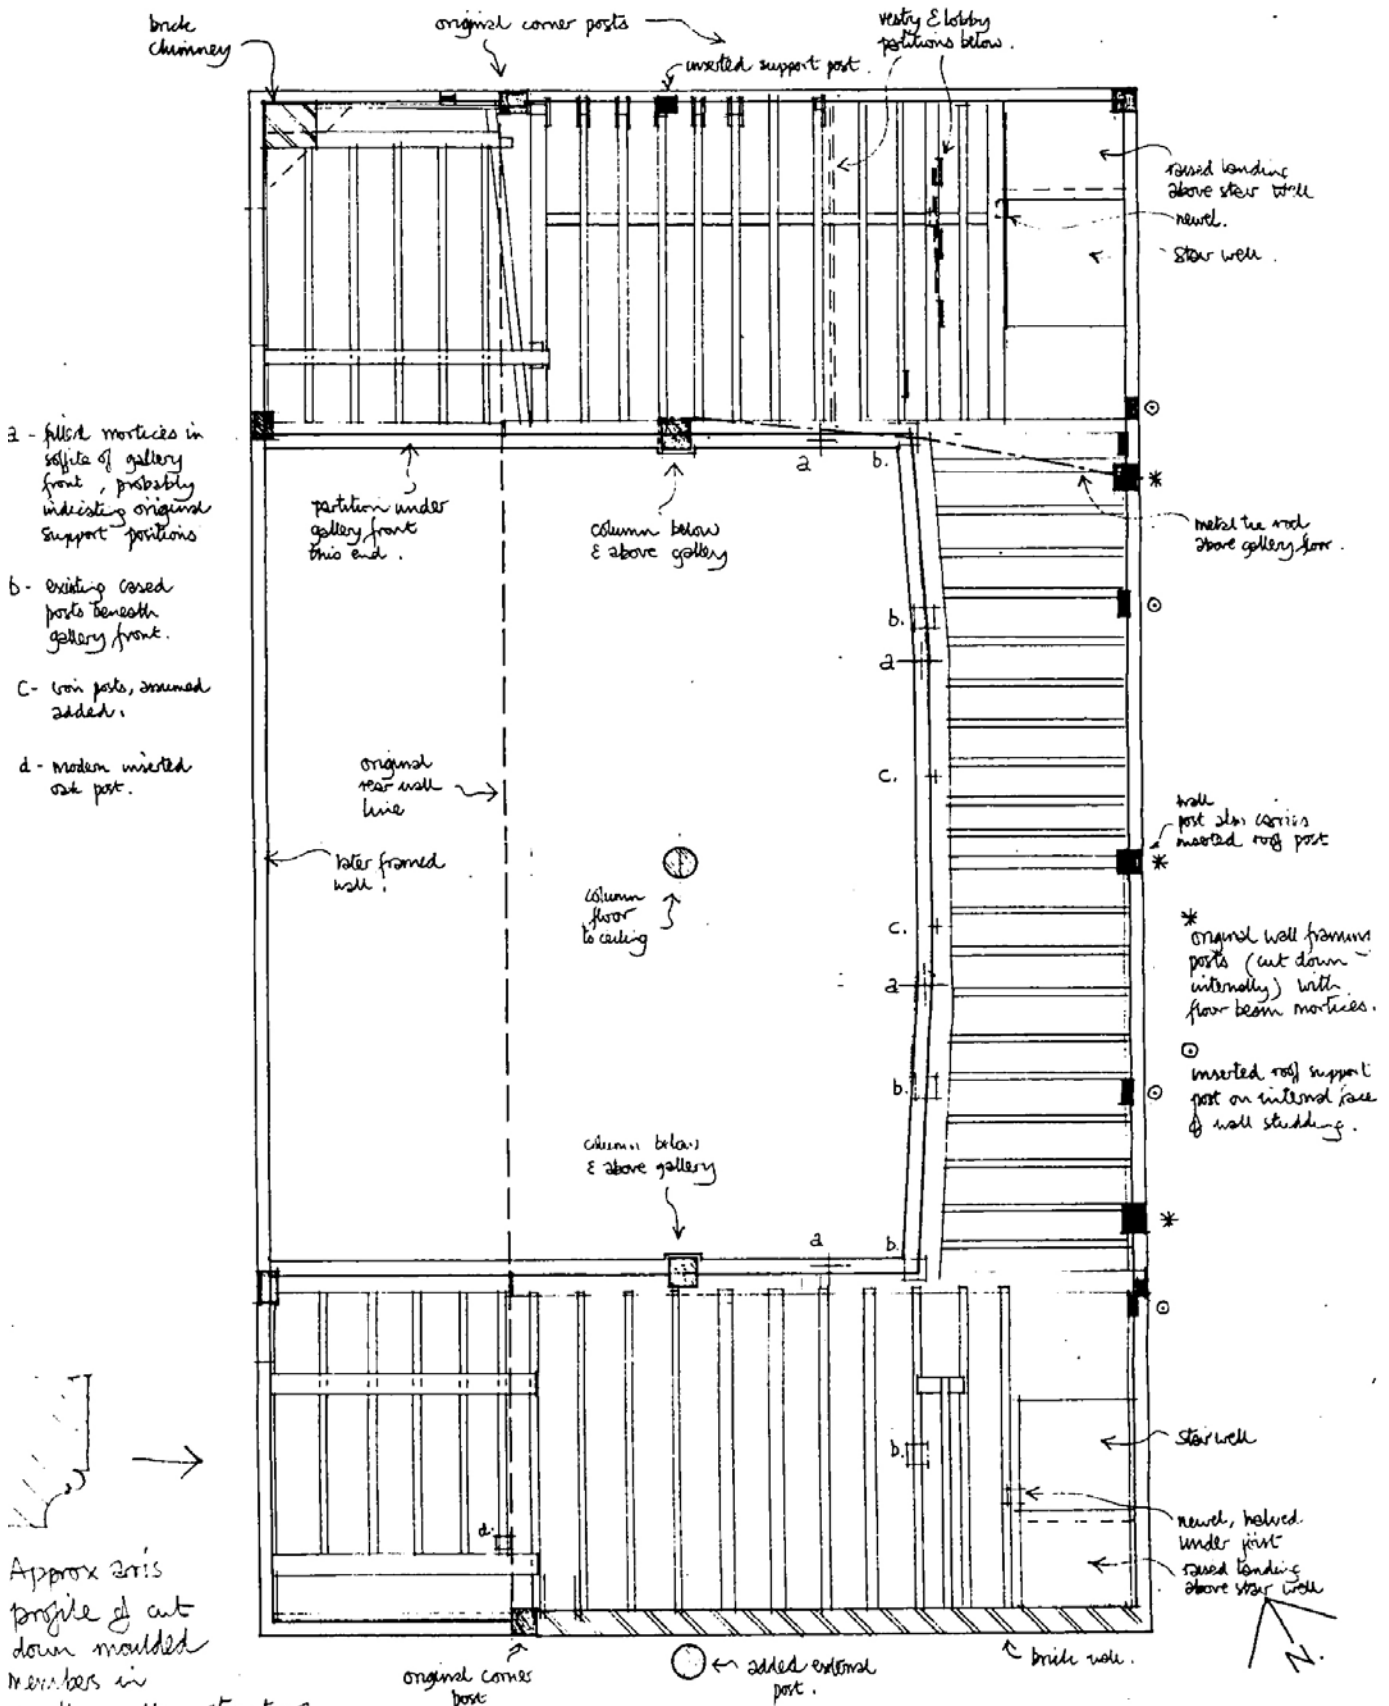 brick
chimney
original corner posts
vestry & lobby
partitions below.
inserted support post.
raised landing
above stair well
newel.
stair well.
a - filled mortices in
soffite of gallery
front, probably
indicating original
support positions
b - existing cased
posts beneath
gallery front.
c - iron posts, assumed
added.
d - modern inserted
oak post.
a
b.
partition under
gallery front
this end.
column below
& above gallery
metal tie rod
above gallery floor.
b.
a
c.
original
rear wall
line
later framed
wall.
column
floor
to ceiling
wall
post also carries
inserted roof post
c.
a
b.
* original wall framing
posts (cut down
internally) with
floor beam mortices.
inserted roof support
post on internal face
of wall studding.
column below
& above gallery
a
b.
b.
d.
stair well
newel, halved
under joist
raised landing
above stair well
Approx arris
profile of cut
down moulded
members in
original corner
post
added external
post.
brick wall.
N.